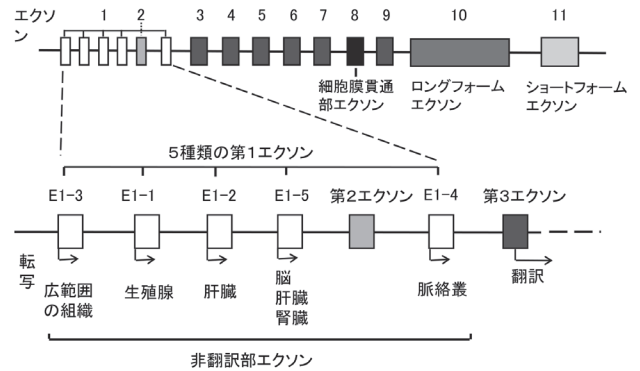 エクソン
1 2 3 4 5 6 7 8 9 10 11
細胞膜貫通部エクソン
ロングフォームエクソン
ショートフォームエクソン
5種類の第1エクソン
E1-3 E1-1 E1-2 E1-5 第2エクソン E1-4 第3エクソン
転写
広範囲の組織
生殖腺
肝臓
脳
肝臓
腎臓
脈絡叢
翻訳
非翻訳部エクソン